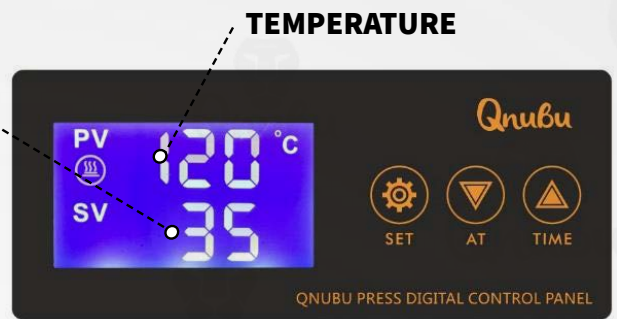 TEMPERATURE
Qnubu
PV 120 °C
SV 35
SET AT TIME
QNUBU PRESS DIGITAL CONTROL PANEL